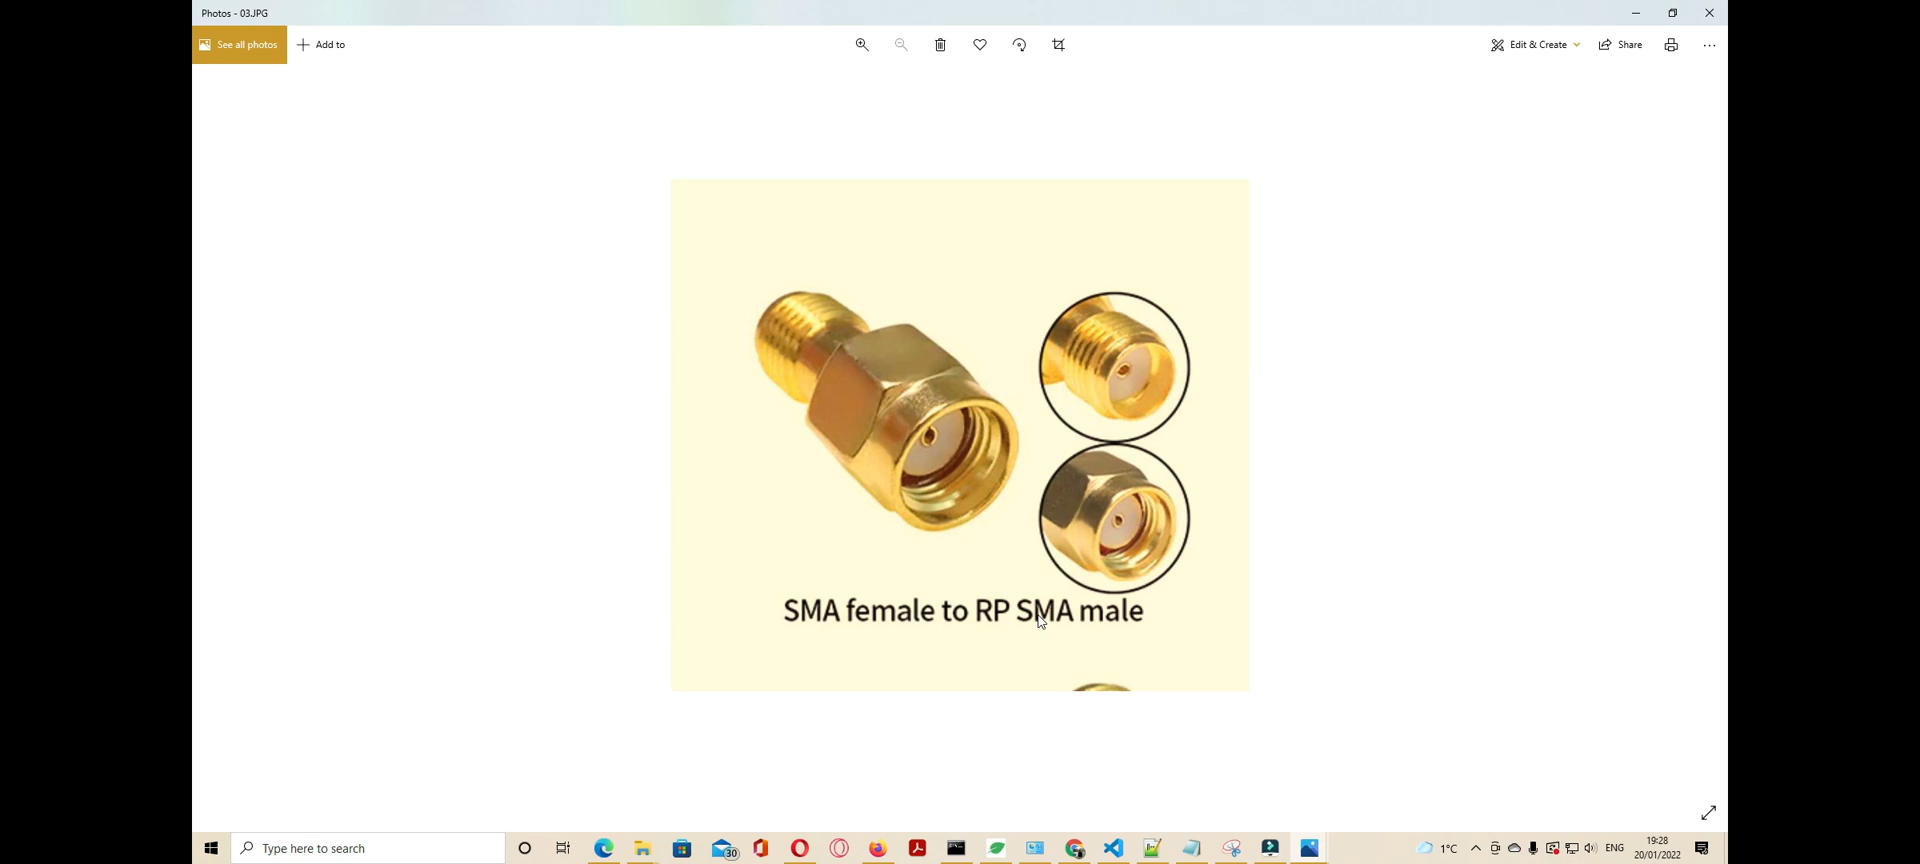 Photos - 03.JPG
See all photos
Add to
Edit & Create
Share
SMA female to RP SMA male
Type here to search
30
1°C
ENG
19:28
20/01/2022